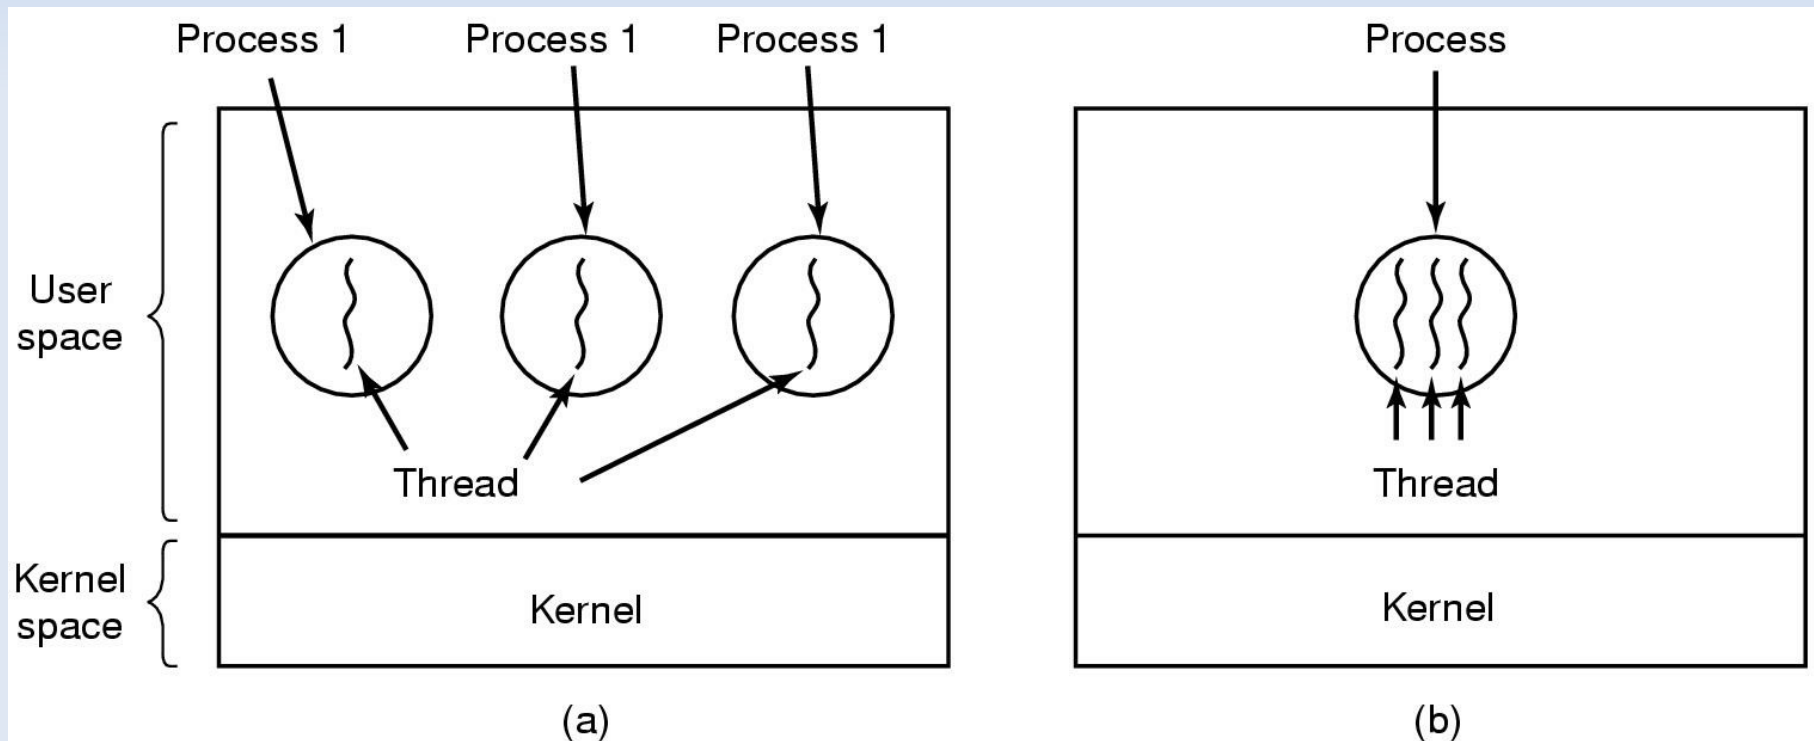 Process 1
Process 1
Process 1
Process
User
space
Thread
Thread
Kernel
space
Kernel
Kernel
(a)
(b)